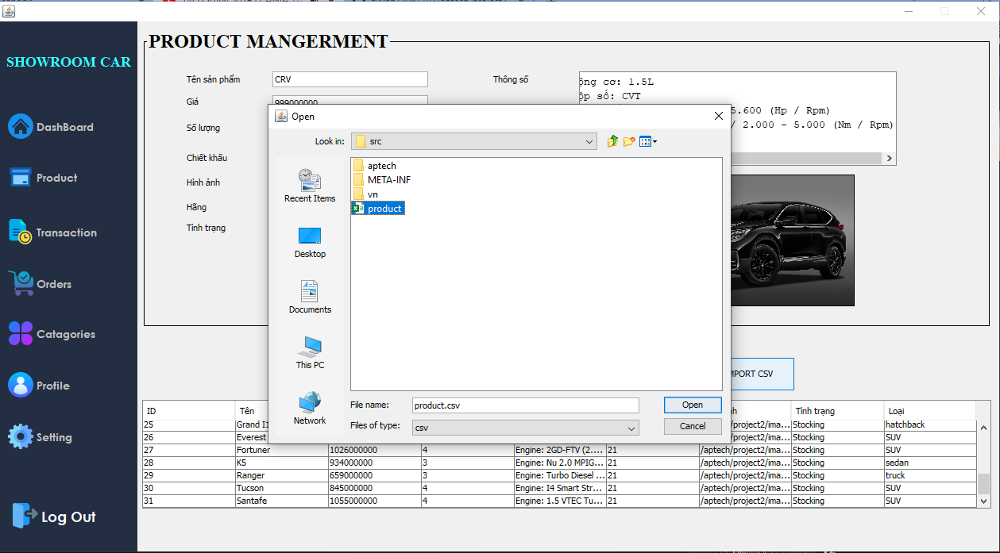 SHOWROOM CAR
DashBoard
Product
Transaction
Orders
Catagories
Profile
Setting
Log Out
PRODUCT MANGERMENT
Tên sản phẩm
CRV
Giá
999000000
Số lượng
Chiết khấu
Hình ảnh
Hãng
Tình trạng
Thông số
ộng cơ: 1.5L
ộp số: CVT
5.600 (Hp / Rpm)
/ 2.000 - 5.000 (Nm / Rpm)
Open
Look in:
src
Recent Items
Desktop
Documents
This PC
Network
aptech
META-INF
vn
product
File name:
product.csv
Open
Files of type:
csv
Cancel
MPORT CSV
ID Tên nh Tình trạng Loại
25 Grand I1 /aptech/project2/ima... Stocking hatchback
26 Everest /aptech/project2/ima... Stocking SUV
27 Fortuner 1026000000 4 Engine: 2GD-FTV (2.... 21 /aptech/project2/ima... Stocking SUV
28 K5 934000000 3 Engine: Nu 2.0 MPIG... 21 /aptech/project2/ima... Stocking sedan
29 Ranger 659000000 3 Engine: Turbo Diesel ... 21 /aptech/project2/ima... Stocking truck
30 Tucson 845000000 4 Engine: I4 Smart Str... 21 /aptech/project2/ima... Stocking SUV
31 Santafe 1055000000 4 Engine: 1.5 VTEC Tu... 21 /aptech/project2/ima... Stocking SUV